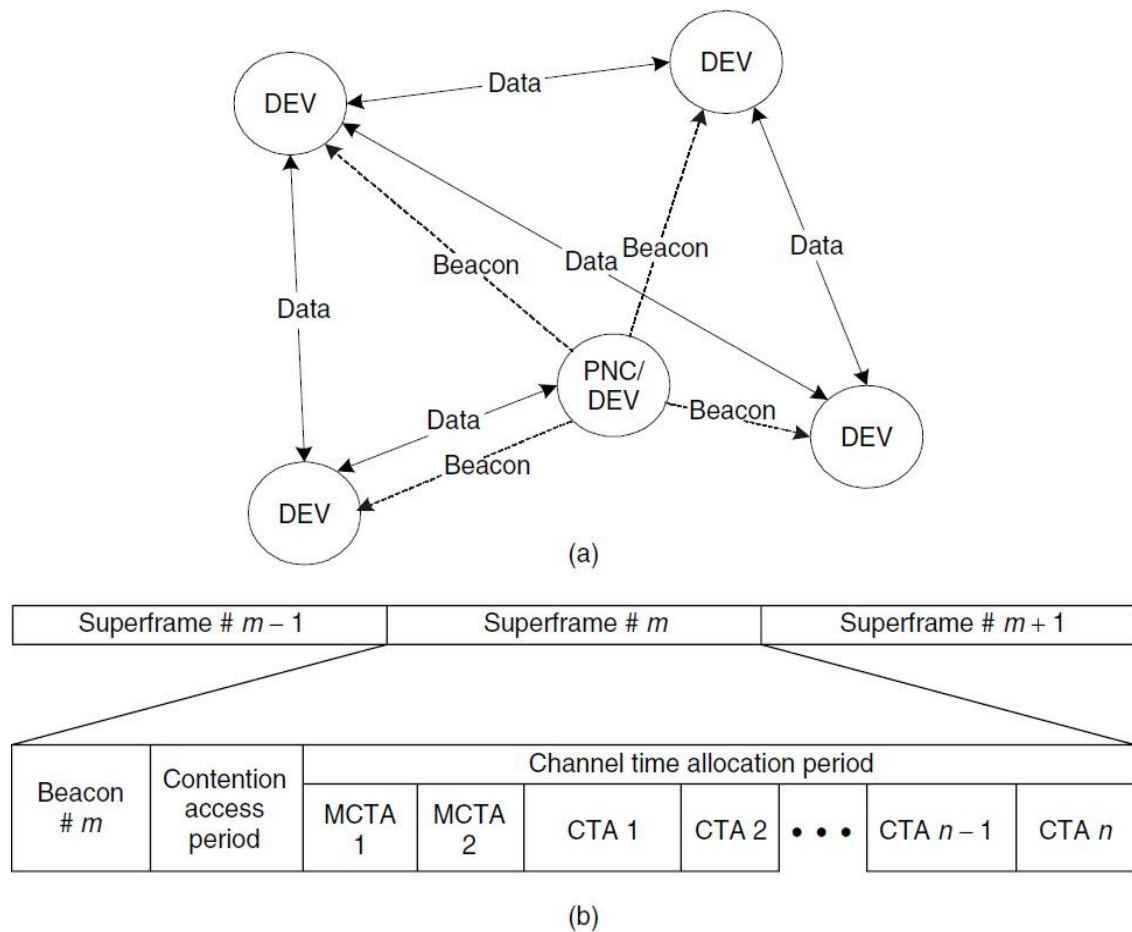 DEV
Data
DEV
Beacon
Beacon
Data
Data
Data
PNC/
DEV
Data
Beacon
Beacon
DEV
DEV
(a)
Superframe # m – 1
Superframe # m
Superframe # m + 1
Beacon
# m
Contention
access
period
Channel time allocation period
MCTA
1
MCTA
2
CTA 1
CTA 2
• • •
CTA n – 1
CTA n
(b)